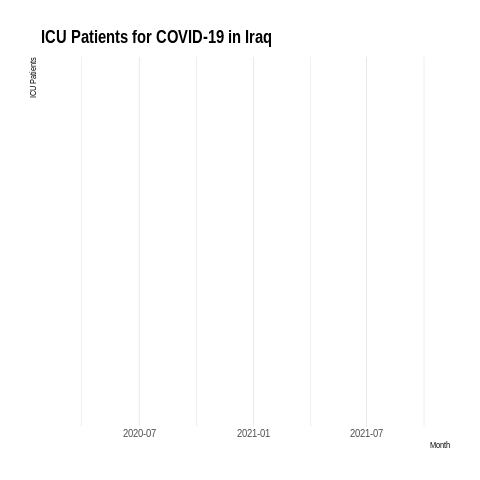 ICU Patients for COVID-19 in Iraq
ICU Patients
2020-07 2021-01 2021-07
Month